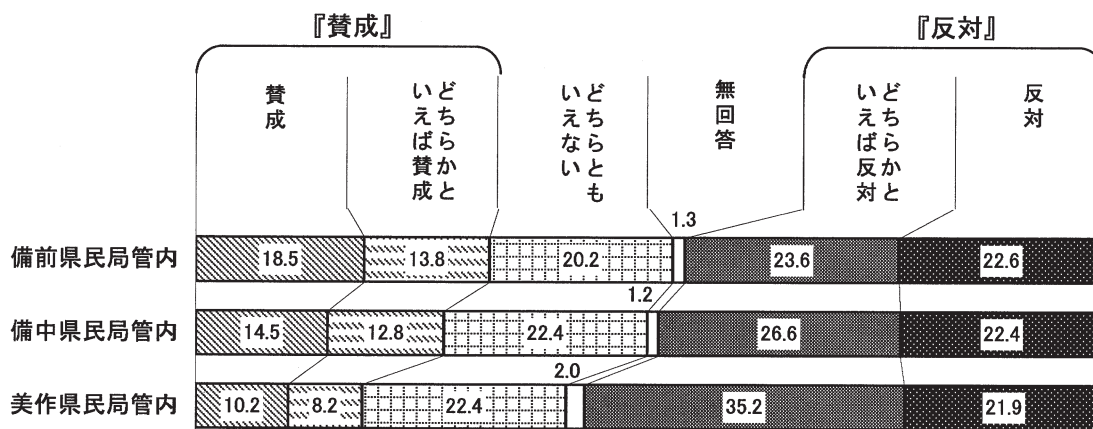 『賛成』
『反対』
賛成
どちらかと
いえば賛成
どちらとも
いえない
無回答
どちらかと
いえば反対
反対
1.3
備前県民局管内 18.5 13.8 20.2 23.6 22.6
1.2
備中県民局管内 14.5 12.8 22.4 26.6 22.4
2.0
美作県民局管内 10.2 8.2 22.4 35.2 21.9